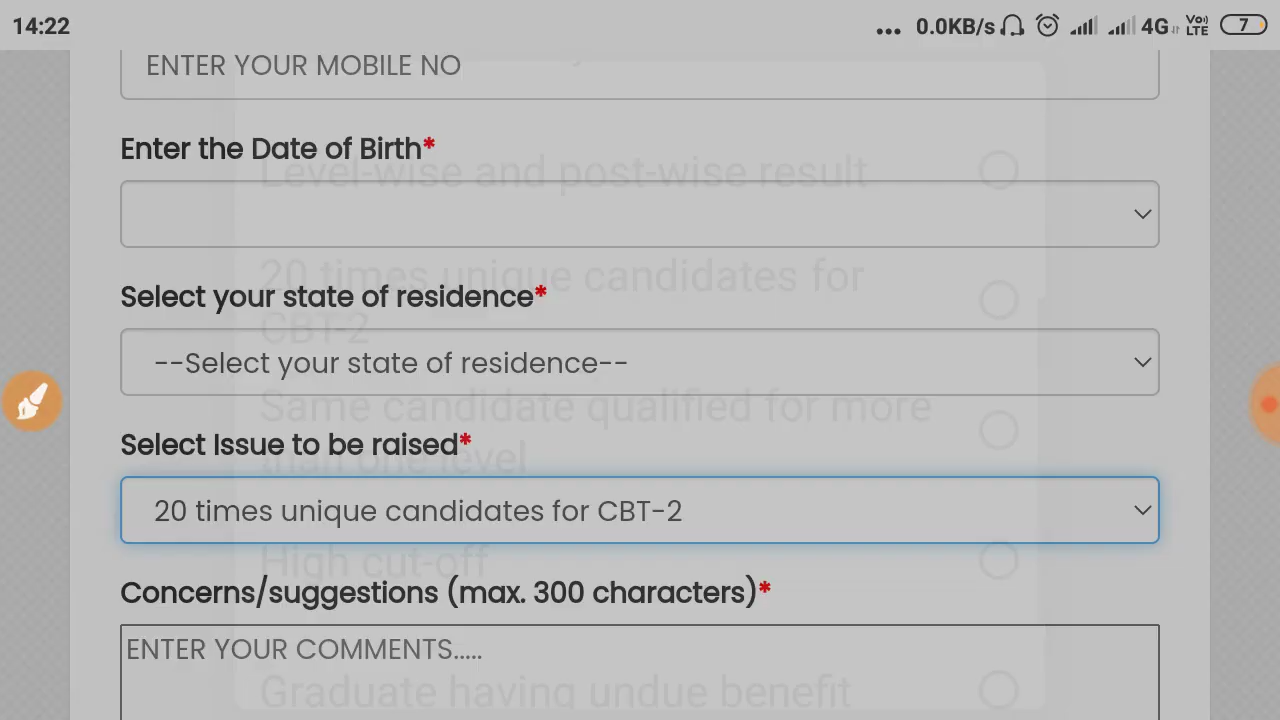 14:22
... 0.0KB/s 4G Vo) LTE 7
ENTER YOUR MOBILE NO
Enter the Date of Birth*
Level-wise and post-wise result
20 times unique candidates for
CBT-2
Select your state of residence*
--Select your state of residence--
Same candidate qualified for more
than one level
Select Issue to be raised*
20 times unique candidates for CBT-2
High cut-off
Concerns/suggestions (max. 300 characters)*
ENTER YOUR COMMENTS.....
Graduate having undue benefit